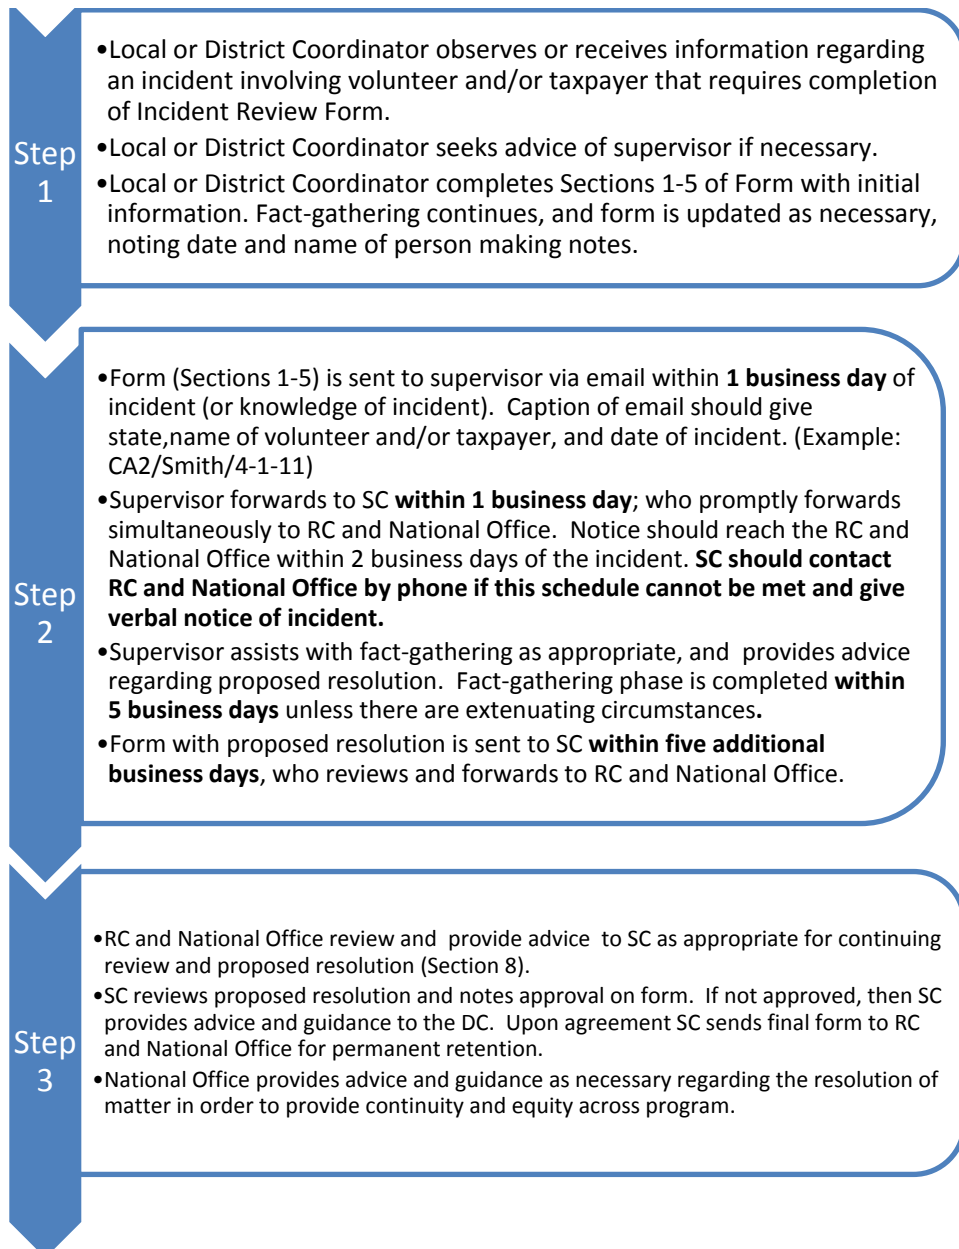 Step
1
•Local or District Coordinator observes or receives information regarding
an incident involving volunteer and/or taxpayer that requires completion
of Incident Review Form.
•Local or District Coordinator seeks advice of supervisor if necessary.
•Local or District Coordinator completes Sections 1-5 of Form with initial
information. Fact-gathering continues, and form is updated as necessary,
noting date and name of person making notes.
Step
2
•Form (Sections 1-5) is sent to supervisor via email within 1 business day of
incident (or knowledge of incident). Caption of email should give
state,name of volunteer and/or taxpayer, and date of incident. (Example:
CA2/Smith/4-1-11)
•Supervisor forwards to SC within 1 business day; who promptly forwards
simultaneously to RC and National Office. Notice should reach the RC and
National Office within 2 business days of the incident. SC should contact
RC and National Office by phone if this schedule cannot be met and give
verbal notice of incident.
•Supervisor assists with fact-gathering as appropriate, and provides advice
regarding proposed resolution. Fact-gathering phase is completed within
5 business days unless there are extenuating circumstances.
•Form with proposed resolution is sent to SC within five additional
business days, who reviews and forwards to RC and National Office.
Step
3
•RC and National Office review and provide advice to SC as appropriate for continuing
review and proposed resolution (Section 8).
•SC reviews proposed resolution and notes approval on form. If not approved, then SC
provides advice and guidance to the DC. Upon agreement SC sends final form to RC
and National Office for permanent retention.
•National Office provides advice and guidance as necessary regarding the resolution of
matter in order to provide continuity and equity across program.